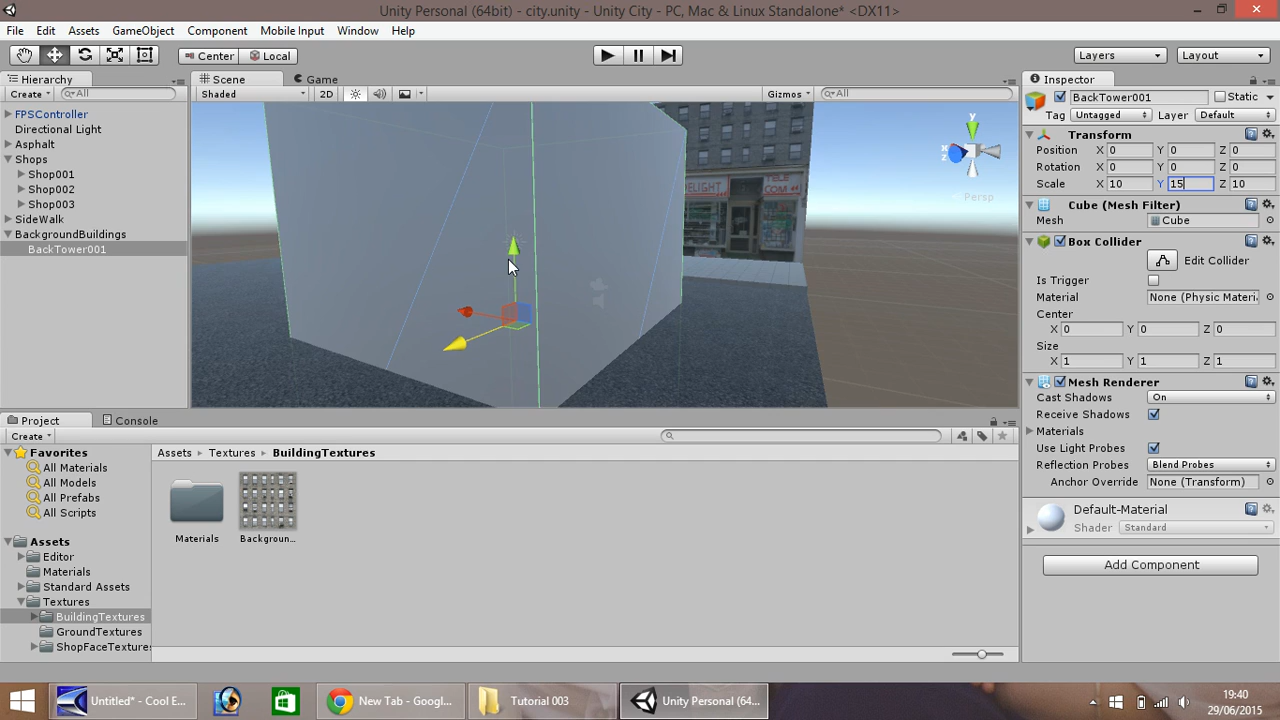 Unity Personal (64bit) - city.unity - Unity City - PC, Mac & Linux Standalone* <DX11>
File Edit Assets GameObject Component Mobile Input Window Help
Center Local Layers Layout
Hierarchy Scene Game Inspector
Create All Shaded 2D Gizmos All
BackTower001 Static
Tag Untagged Layer Default
FPSController
Directional Light
Asphalt
Shops
Shop001
Shop002
Shop003
SideWalk
BackgroundBuildings
BackTower001
y
x
z
Persp
DELIGHT
TELE
COM.
Transform
Position X 0 Y 0 Z 0
Rotation X 0 Y 0 Z 0
Scale X 10 Y 15 Z 10
Cube (Mesh Filter)
Mesh Cube
Box Collider
Edit Collider
Is Trigger
Material None (Physic Materi
Center
X 0 Y 0 Z 0
Size
X 1 Y 1 Z 1
Mesh Renderer
Cast Shadows On
Receive Shadows
Materials
Use Light Probes
Reflection Probes Blend Probes
Anchor Override None (Transform)
Default-Material
Shader Standard
Add Component
Project Console
Create
Favorites
All Materials
All Models
All Prefabs
All Scripts
Assets
Editor
Materials
Standard Assets
Textures
BuildingTextures
GroundTextures
ShopFaceTextures
Assets Textures BuildingTextures
Materials Backgroun...
Untitled* - Cool E... New Tab - Googl... Tutorial 003 Unity Personal (64...
19:40
29/06/2015